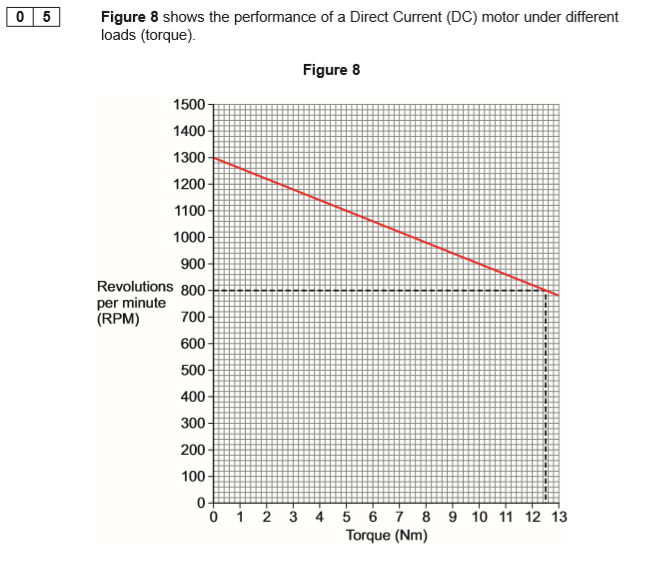 0 5
Figure 8 shows the performance of a Direct Current (DC) motor under different
loads (torque).
Figure 8
1500
1400
1300
1200
1100
1000
900
Revolutions
per minute
(RPM)
800
700
600
500
400
300
200
100
0
0 1 2 3 4 5 6 7 8 9 10 11 12 13
Torque (Nm)